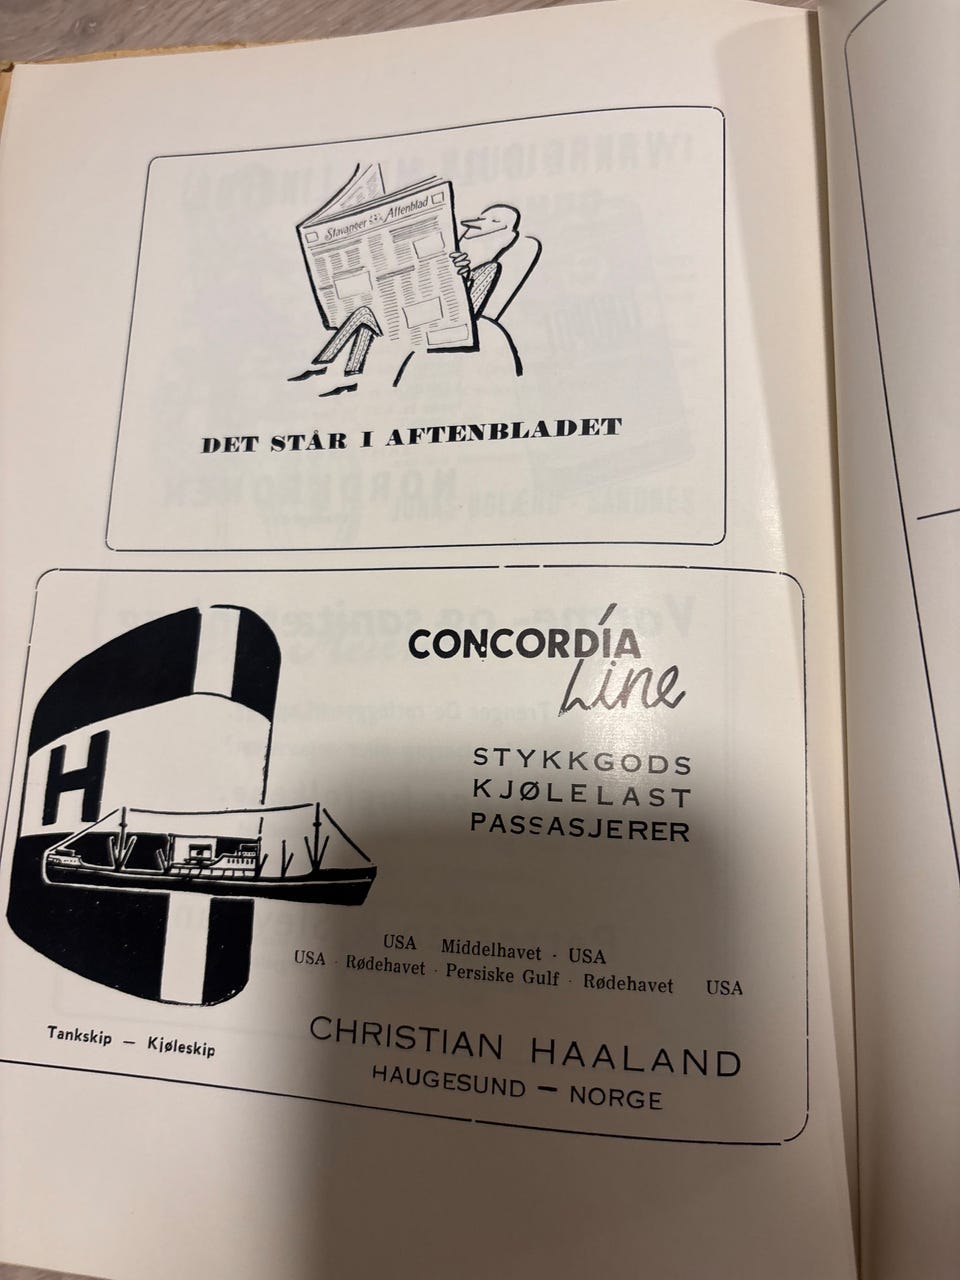 Stavanger Aftenblad
DET STÅR I AFTENBLADET
CONCORDIA
Line
H
STYKKGODS
KJØLELAST
PASSASJERER
USA Middelhavet - USA
USA · Rødehavet · Persiske Gulf · Rødehavet USA
Tankskip — Kjøleskip
CHRISTIAN HAALAND
HAUGESUND — NORGE